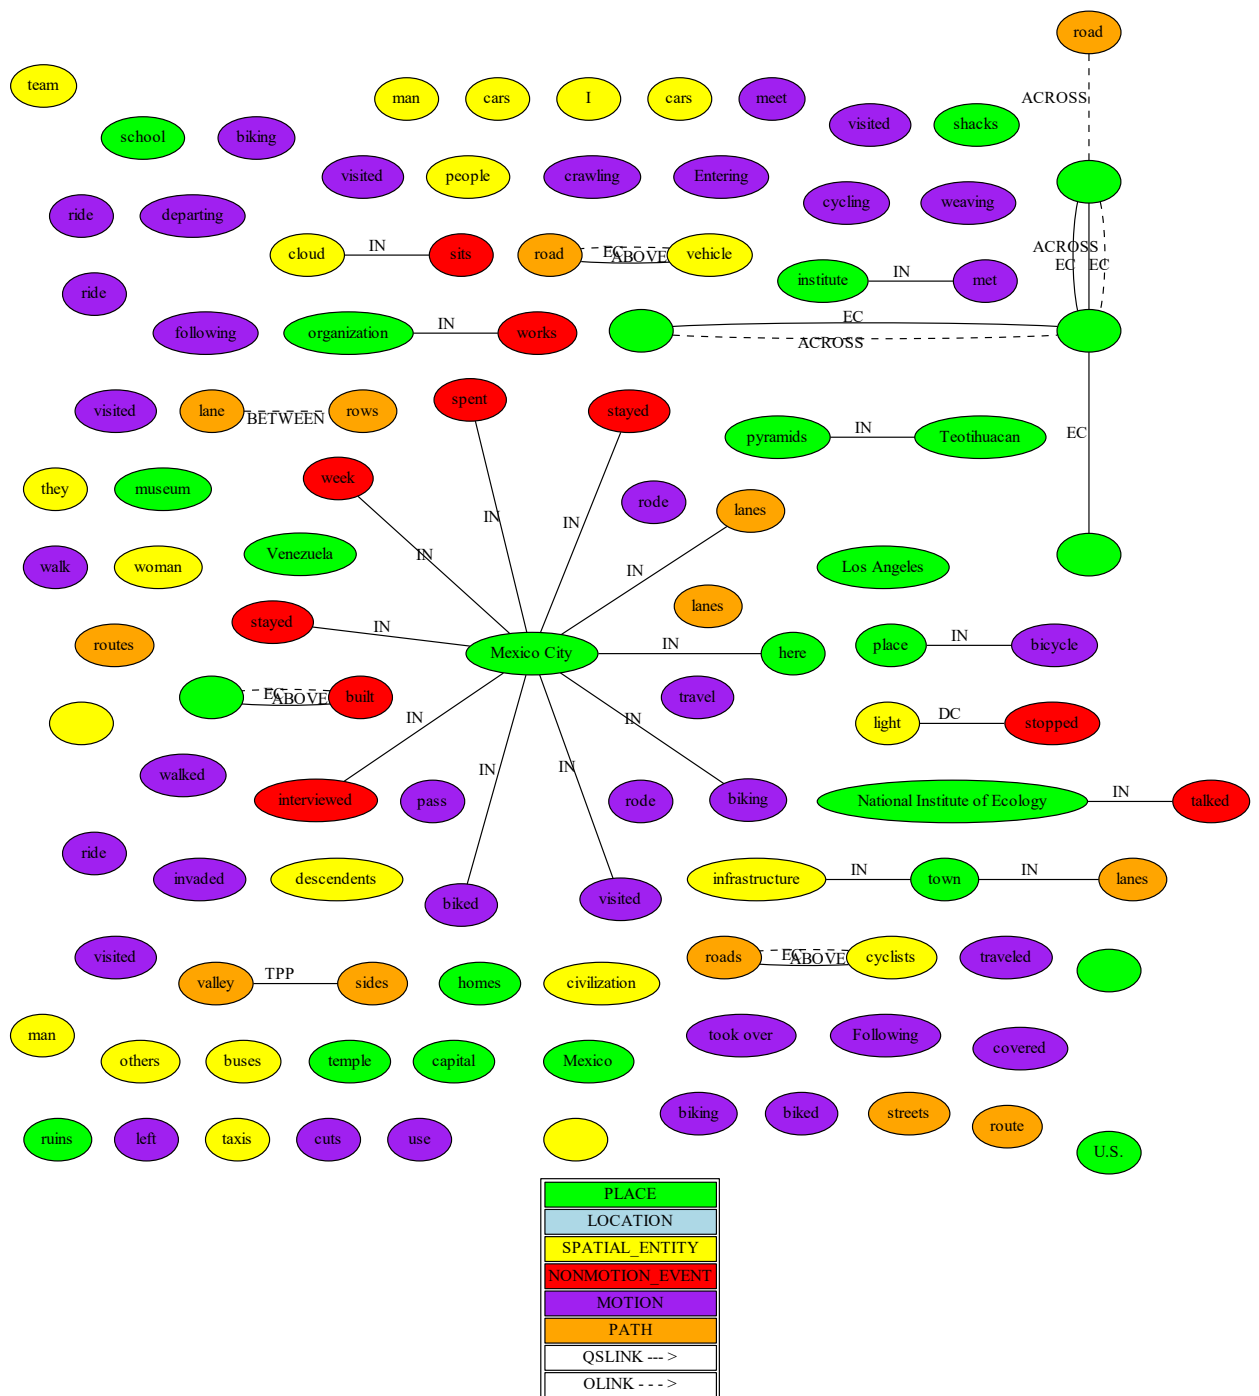 road
team
man
cars
I
cars
meet
ACROSS
school
biking
visited
shacks
visited
people
crawling
Entering
ride
departing
cycling
weaving
cloud
IN
sits
road
EC
ABOVE
vehicle
ACROSS
EC
EC
institute
IN
met
ride
following
organization
IN
works
EC
ACROSS
visited
lane
BETWEEN
rows
spent
stayed
pyramids
IN
Teotihuacan
EC
they
museum
week
IN
IN
IN
rode
lanes
walk
woman
Venezuela
IN
Los Angeles
lanes
stayed
IN
routes
Mexico City
IN
here
place
IN
bicycle
EC
ABOVE
built
travel
light
DC
stopped
IN
IN
walked
IN
IN
interviewed
pass
rode
biking
National Institute of Ecology
IN
talked
ride
invaded
descendents
biked
visited
infrastructure
IN
town
IN
lanes
visited
roads
EC
ABOVE
cyclists
traveled
valley
TPP
sides
homes
civilization
man
others
buses
temple
capital
Mexico
took over
Following
covered
biking
biked
streets
route
ruins
left
taxis
cuts
use
U.S.
PLACE
LOCATION
SPATIAL_ENTITY
NONMOTION_EVENT
MOTION
PATH
QSLINK --- >
OLINK - - - >